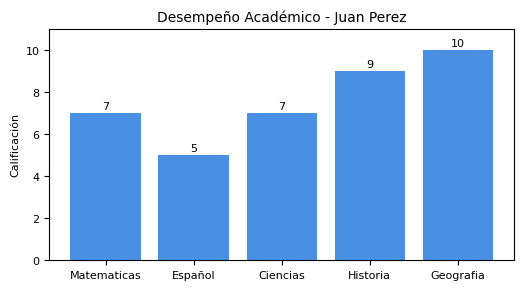 Desempeño Académico - Juan Perez
Calificación
10
8
6
4
2
0
7
5
7
9
10
Matematicas
Español
Ciencias
Historia
Geografia